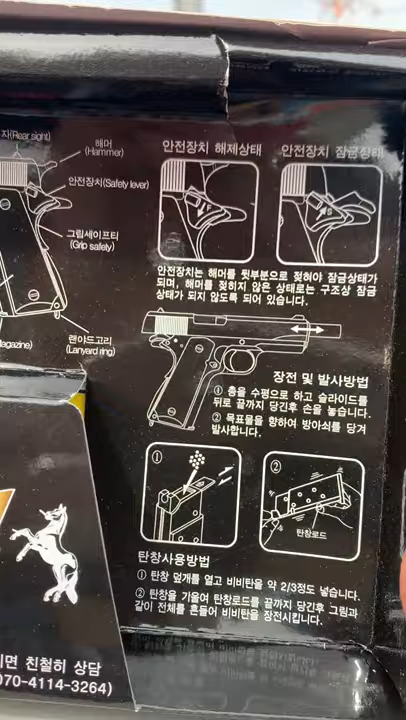 자(Rear sight)
해머
(Hammer)
안전장치(Safety lever)
그립세이프티
(Grip safety)
랜야드고리
(Lanyard ring)
agazine)
안전장치 해제상태
안전장치 잠금상태
S
안전장치는 해머를 뒷부분으로 젖혀야 잠금상태가
되며, 해머를 젖히지 않은 상태로는 구조상 잠금
상태가 되지 않도록 되어 있습니다.
장전 및 발사방법
① 총을 수평으로 하고 슬라이드를
뒤로 끝까지 당긴후 손을 놓습니다.
② 목표물을 향하여 방아쇠를 당겨
발사합니다.
①
②
탄창로드
탄창사용방법
① 탄창 덮개를 열고 비비탄을 약 2/3정도 넣습니다.
② 탄창을 기울여 탄창로드를 끝까지 당긴후 그림과
같이 전체를 흔들어 비비탄을 장전시킵니다.
면 친철히 상담
070-4114-3264)